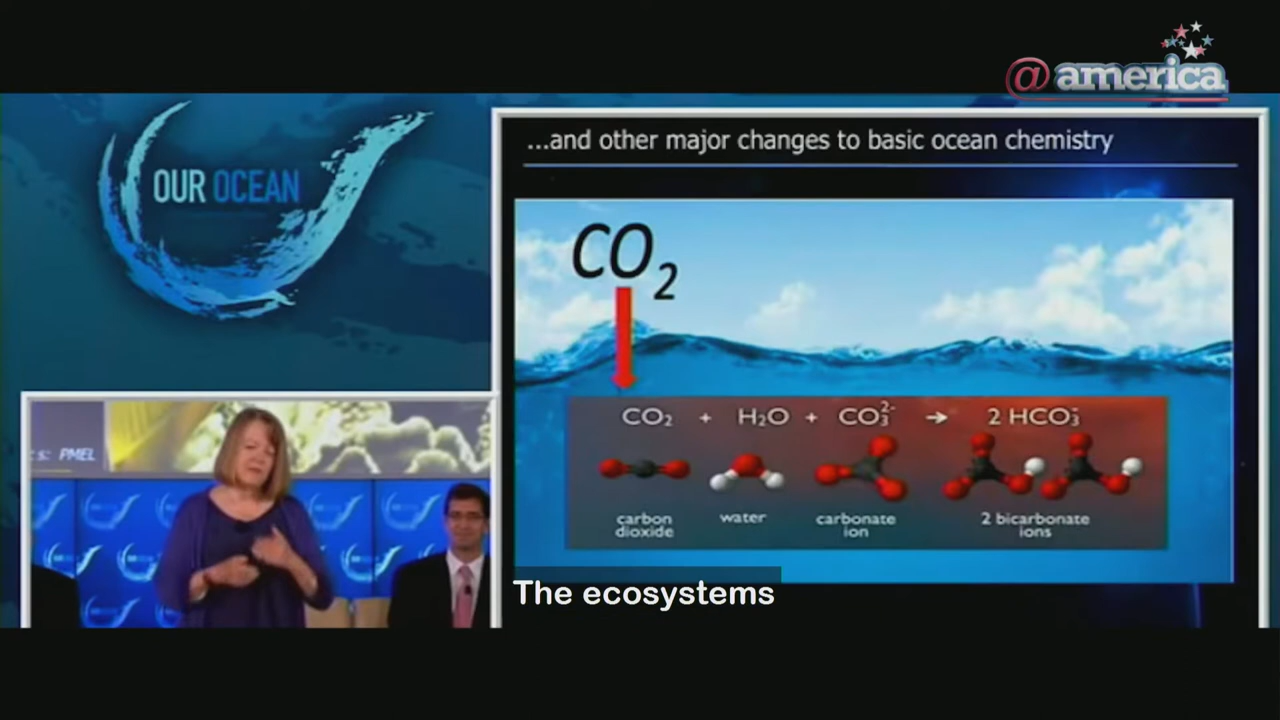 @america
OUR OCEAN
...and other major changes to basic ocean chemistry
CO₂
CO₂ + H₂O + CO₃²⁻ → 2 HCO₃⁻
carbon
dioxide
water
carbonate
ion
2 bicarbonate
ions
s: PMEL
The ecosystems